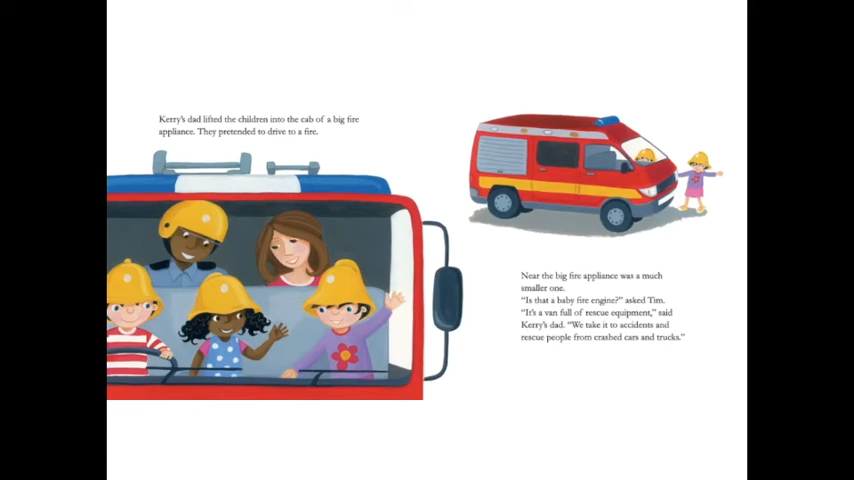 Kerry's dad lifted the children into the cab of a big fire
appliance. They pretended to drive to a fire.
Near the big fire appliance was a much
smaller one.
“Is that a baby fire engine?” asked Tim.
“It's a van full of rescue equipment,” said
Kerry's dad. “We take it to accidents and
rescue people from crashed cars and trucks.”